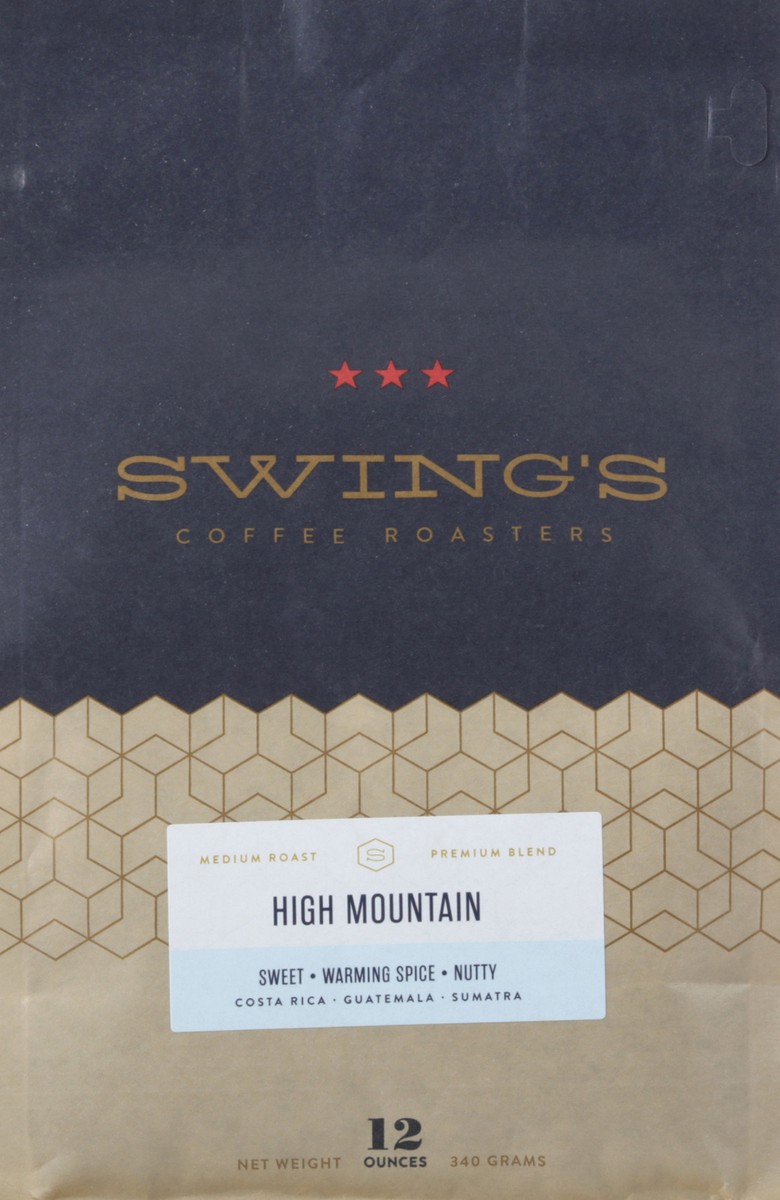 SWING'S
COFFEE ROASTERS
MEDIUM ROAST S PREMIUM BLEND
HIGH MOUNTAIN
SWEET • WARMING SPICE • NUTTY
COSTA RICA · GUATEMALA · SUMATRA
12
NET WEIGHT OUNCES 340 GRAMS